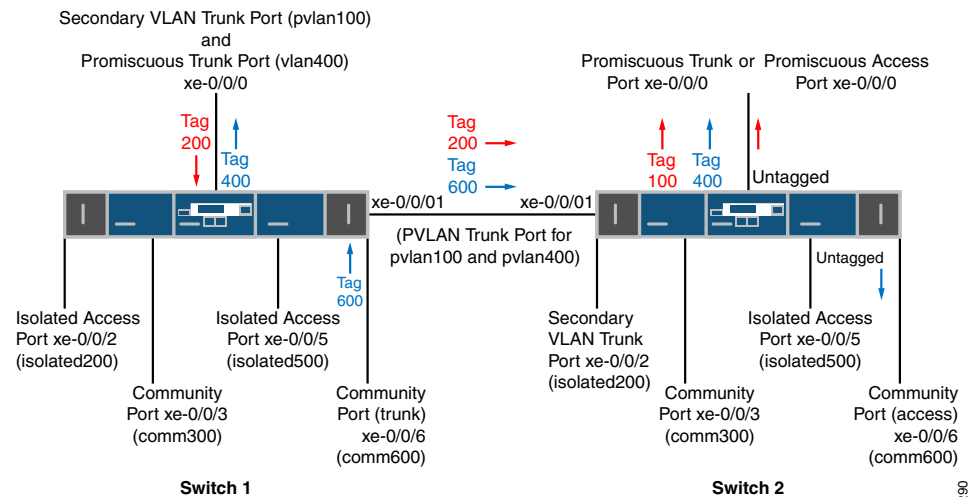 Secondary VLAN Trunk Port (pvlan100)
and
Promiscuous Trunk Port (vlan400)
xe-0/0/0
Promiscuous Trunk or
Port xe-0/0/0
Promiscuous Access
Port xe-0/0/0
Tag
200
Tag
400
Tag
200
Tag
600
Tag
100
Tag
400
Untagged
xe-0/0/01
xe-0/0/01
(PVLAN Trunk Port for
pvlan100 and pvlan400)
Tag
600
Untagged
Isolated Access
Port xe-0/0/2
(isolated200)
Isolated Access
Port xe-0/0/5
(isolated500)
Secondary
VLAN Trunk
Port xe-0/0/2
(isolated200)
Isolated Access
Port xe-0/0/5
(isolated500)
Community
Port xe-0/0/3
(comm300)
Community
Port (trunk)
xe-0/0/6
(comm600)
Community
Port xe-0/0/3
(comm300)
Community
Port (access)
xe-0/0/6
(comm600)
Switch 1
Switch 2